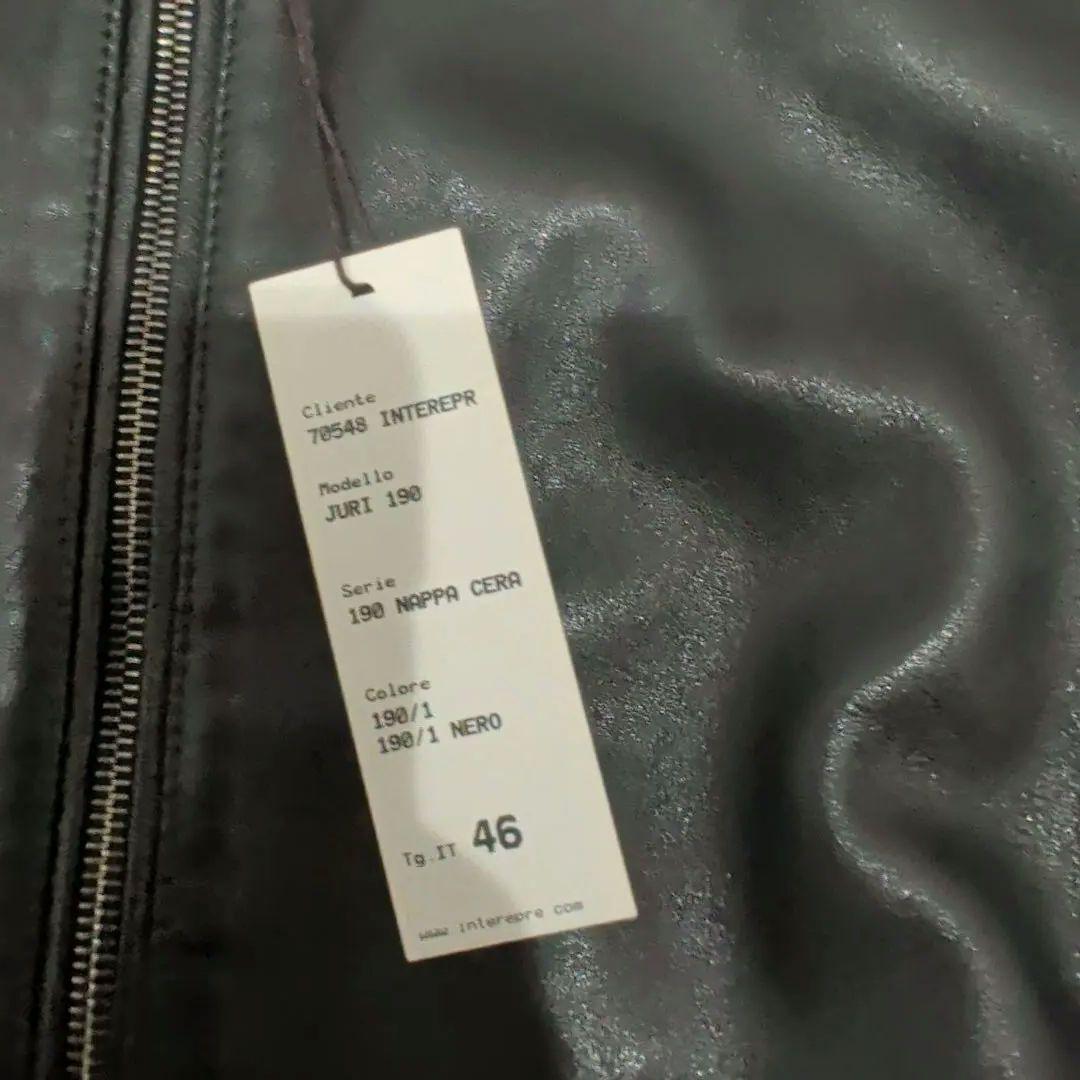 Cliente
70548 INTEREPR
Modello
JURI 190
Serie
190 NAPPA CERA
Colore
190/1
190/1 NERO
Tg.IT 46
www.interepre.com